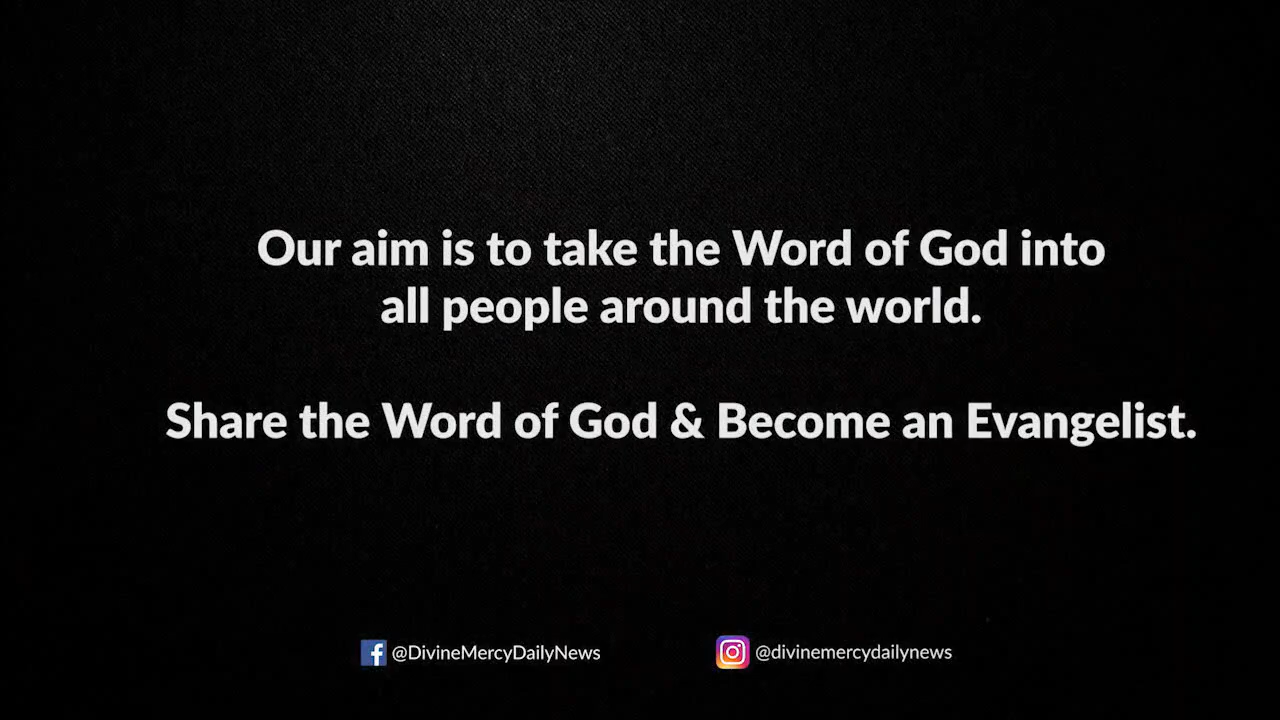 Our aim is to take the Word of God into
all people around the world.
Share the Word of God & Become an Evangelist.
@DivineMercyDailyNews
@divinemercydailynews